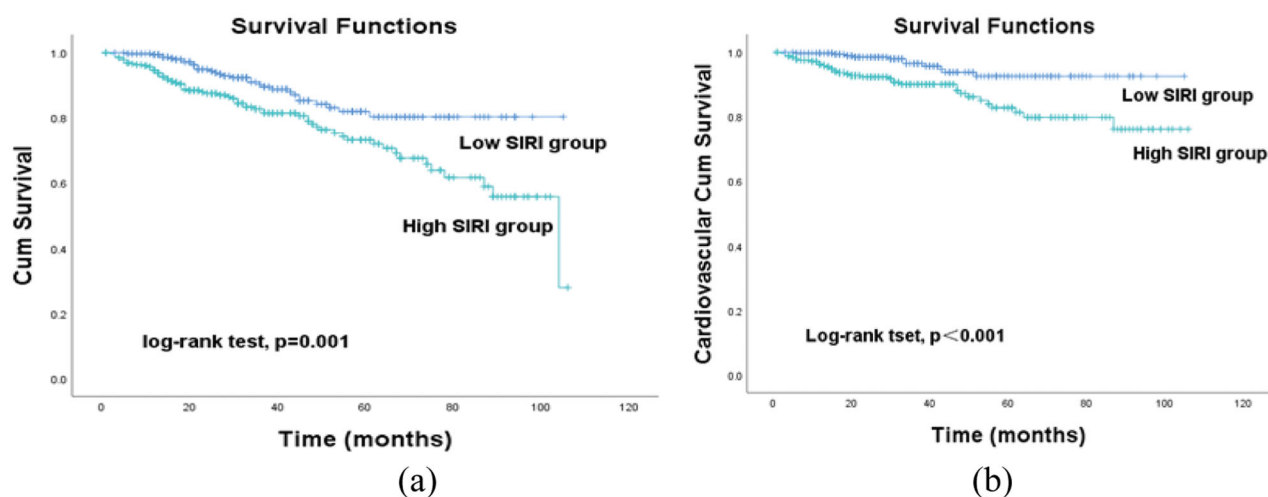 Survival Functions
1.0
0.8
0.6
0.4
0.2
0.0
Cum Survival
Low SIRI group
High SIRI group
log-rank test, p=0.001
0 20 40 60 80 100 120
Time (months)
(a)
Survival Functions
1.0
0.8
0.6
0.4
0.2
0.0
Cardiovascular Cum Survival
Low SIRI group
High SIRI group
Log-rank tset, p<0.001
0 20 40 60 80 100 120
Time (months)
(b)